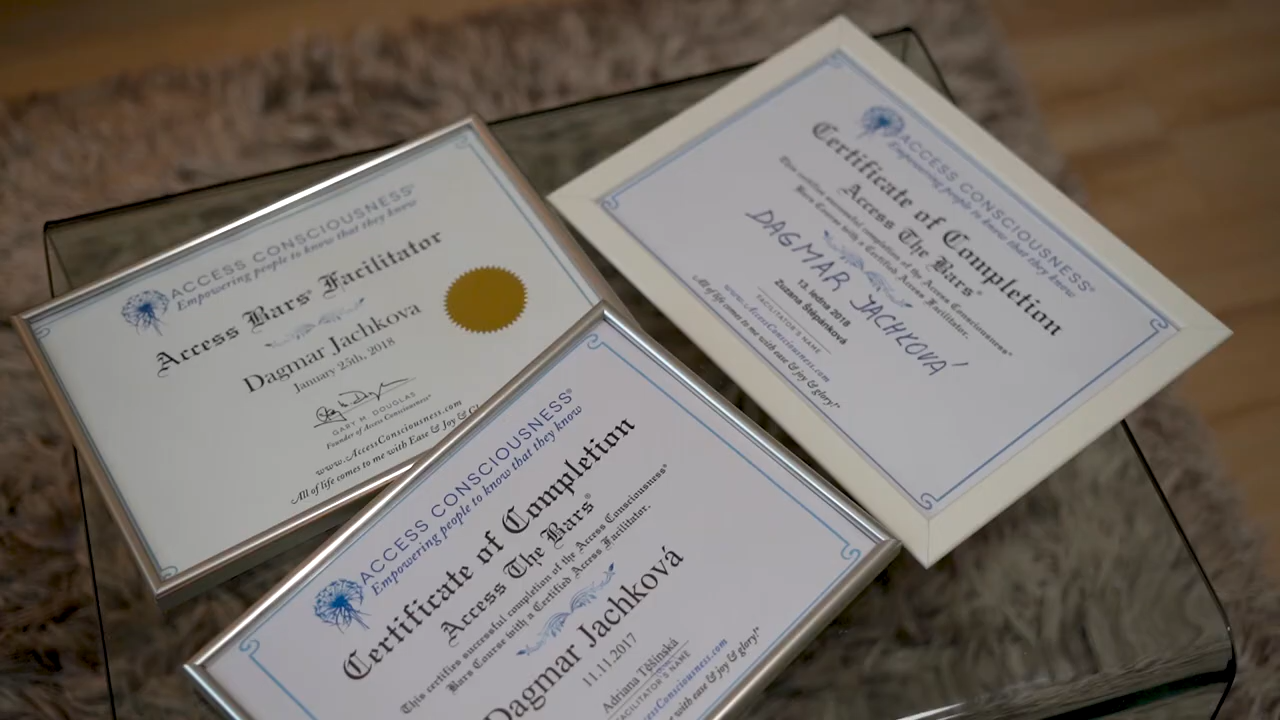 ACCESS CONSCIOUSNESS®
Empowering people to know that they know
Access Bars® Facilitator
Dagmar Jachkova
January 25th, 2018
GARY M. DOUGLAS
Founder of Access Consciousness®
www.AccessConsciousness.com
All of life comes to me with Ease & Joy &
ACCESS CONSCIOUSNESS®
Empowering people to know that they know
Certificate of Completion
Access The Bars®
This certifies successful completion of the Access Consciousness®
Bars Course with a Certified Access Facilitator.
DAGMAR JACHKOVÁ
13. ledna 2018
Zuzana Štěpánková
FACILITATOR'S NAME
www.AccessConsciousness.com
All of life comes to me with ease & joy & glory!®
ACCESS CONSCIOUSNESS®
Empowering people to know that they know
Certificate of Completion
Access The Bars®
This certifies successful completion of the Access Consciousness®
Bars Course with a Certified Access Facilitator.
Dagmar Jachková
11.11.2017
Adriana Těšínská
FACILITATOR'S NAME
essConsciousness.com
with ease & joy & glory!®